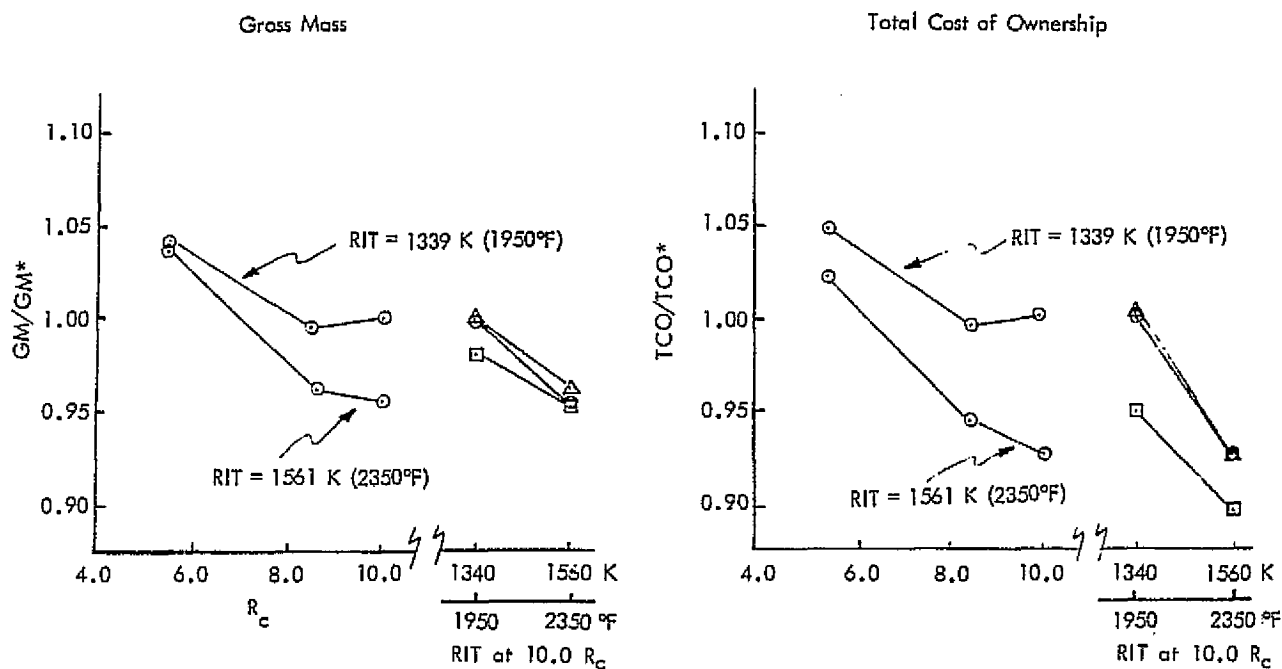 Gross Mass
GM/GM*
1.10
1.05
1.00
0.95
0.90
RIT = 1339 K (1950°F)
RIT = 1561 K (2350°F)
4.0 6.0 8.0 10.0
R_c
1340 1560 K
1950 2350 °F
RIT at 10.0 R_c
Total Cost of Ownership
TCO/TCO*
1.10
1.05
1.00
0.95
0.90
RIT = 1339 K (1950°F)
RIT = 1561 K (2350°F)
4.0 6.0 8.0 10.0
1340 1560 K
1950 2350 °F
RIT at 10.0 R_c